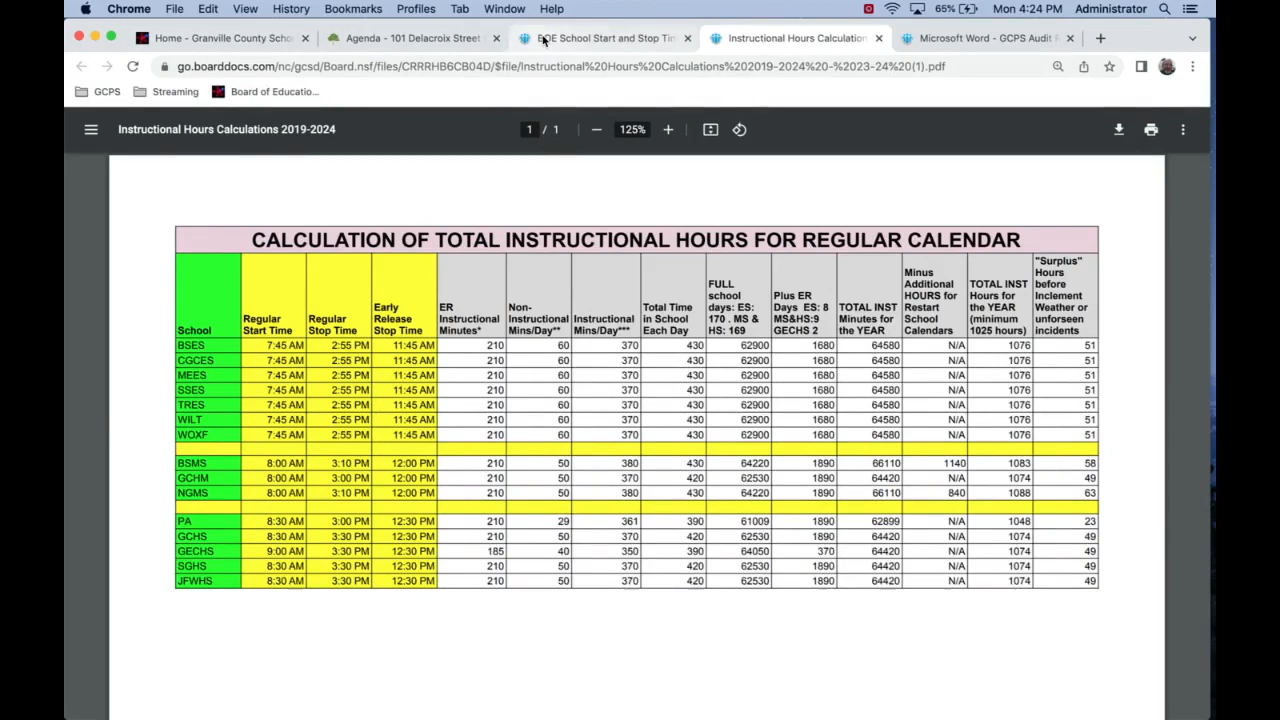 Chrome File Edit View History Bookmarks Profiles Tab Window Help 65% Mon 4:24 PM Administrator
Home - Granville County Scho Agenda - 101 Delacroix Street School Start and Stop Tim Instructional Hours Calculation Microsoft Word - GCPS Audit
go.boarddocs.com/nc/gcsd/Board.nsf/files/CRRRHB6CB04D/$file/Instructional%20Hours%20Calculations%202019-2024%20-%2023-24%20(1).pdf
GCPS Streaming Board of Educatio...
Instructional Hours Calculations 2019-2024 1 / 1 125%
CALCULATION OF TOTAL INSTRUCTIONAL HOURS FOR REGULAR CALENDAR
School
Regular
Start Time
Regular
Stop Time
Early
Release
Stop Time
ER
Instructional
Minutes*
Non-
Instructional
Mins/Day**
Instructional
Mins/Day***
Total Time
in School
Each Day
FULL
school
days: ES:
170 . MS &
HS: 169
Plus ER
Days ES: 8
MS&HS:9
GECHS 2
TOTAL INST
Minutes for
the YEAR
Minus
Additional
HOURS for
Restart
School
Calendars
TOTAL INST
Hours for
the YEAR
(minimum
1025 hours)
"Surplus"
Hours
before
Inclement
Weather or
unforseen
incidents
BSES 7:45 AM 2:55 PM 11:45 AM 210 60 370 430 62900 1680 64580 N/A 1076 51
CGCES 7:45 AM 2:55 PM 11:45 AM 210 60 370 430 62900 1680 64580 N/A 1076 51
MEES 7:45 AM 2:55 PM 11:45 AM 210 60 370 430 62900 1680 64580 N/A 1076 51
SSES 7:45 AM 2:55 PM 11:45 AM 210 60 370 430 62900 1680 64580 N/A 1076 51
TRES 7:45 AM 2:55 PM 11:45 AM 210 60 370 430 62900 1680 64580 N/A 1076 51
WILT 7:45 AM 2:55 PM 11:45 AM 210 60 370 430 62900 1680 64580 N/A 1076 51
WOXF 7:45 AM 2:55 PM 11:45 AM 210 60 370 430 62900 1680 64580 N/A 1076 51
BSMS 8:00 AM 3:10 PM 12:00 PM 210 50 380 430 64220 1890 66110 1140 1083 58
GCHM 8:00 AM 3:00 PM 12:00 PM 210 50 370 420 62530 1890 64420 N/A 1074 49
NGMS 8:00 AM 3:10 PM 12:00 PM 210 50 380 430 64220 1890 66110 840 1088 63
PA 8:30 AM 3:00 PM 12:30 PM 210 29 361 390 61009 1890 62899 N/A 1048 23
GCHS 8:30 AM 3:30 PM 12:30 PM 210 50 370 420 62530 1890 64420 N/A 1074 49
GECHS 9:00 AM 3:30 PM 12:30 PM 185 40 350 390 64050 370 64420 N/A 1074 49
SGHS 8:30 AM 3:30 PM 12:30 PM 210 50 370 420 62530 1890 64420 N/A 1074 49
JFWHS 8:30 AM 3:30 PM 12:30 PM 210 50 370 420 62530 1890 64420 N/A 1074 49